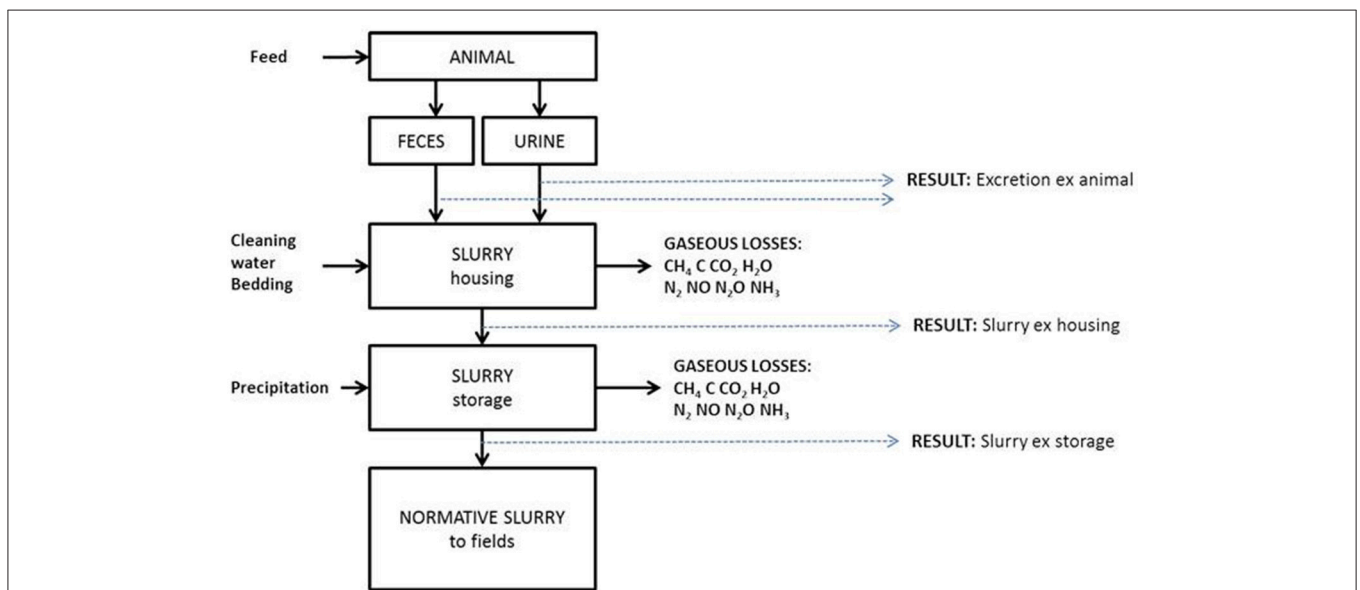 Feed
ANIMAL
FECES
URINE
RESULT: Excretion ex animal
Cleaning
water
Bedding
SLURRY
housing
GASEOUS LOSSES:
CH₄ C CO₂ H₂O
N₂ NO N₂O NH₃
RESULT: Slurry ex housing
Precipitation
SLURRY
storage
GASEOUS LOSSES:
CH₄ C CO₂ H₂O
N₂ NO N₂O NH₃
RESULT: Slurry ex storage
NORMATIVE SLURRY
to fields